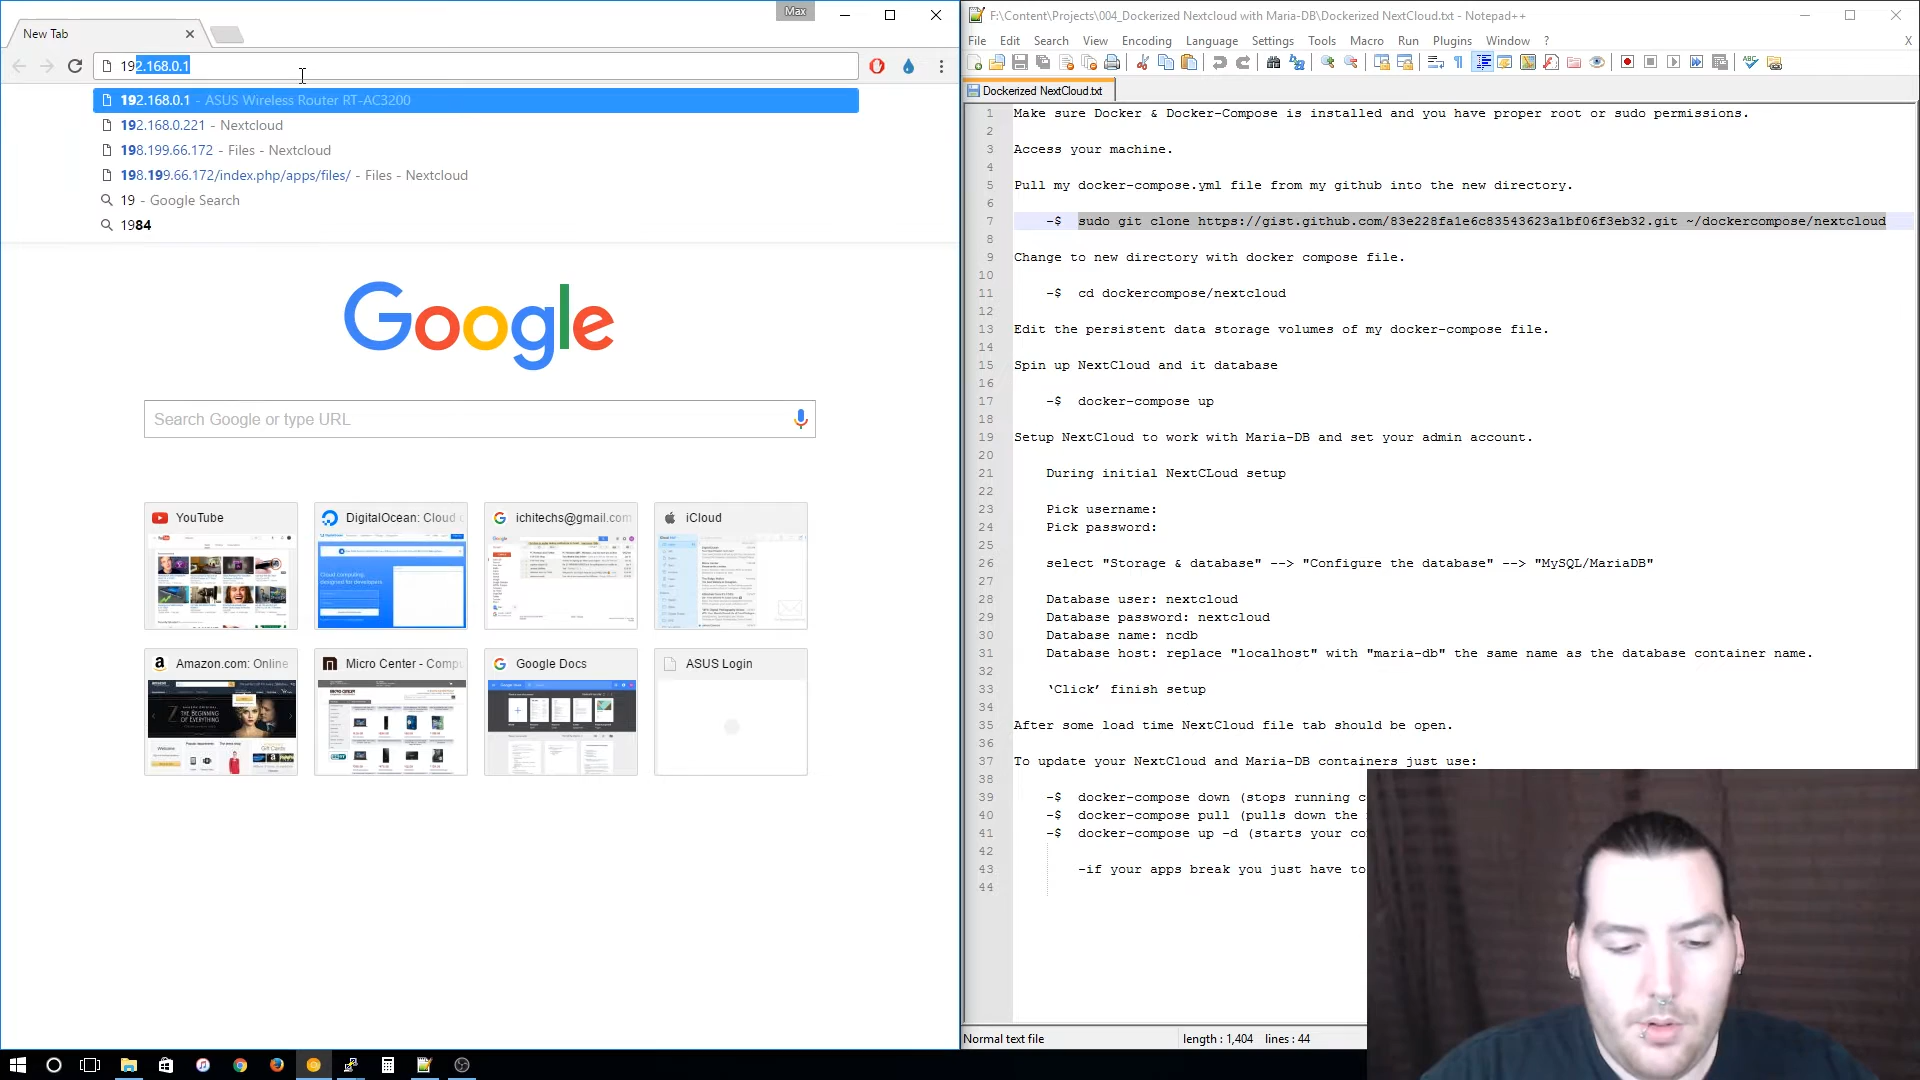 Max
New Tab
192.168.0.1
192.168.0.1 - ASUS Wireless Router RT-AC3200
192.168.0.221 - Nextcloud
198.199.66.172 - Files - Nextcloud
198.199.66.172/index.php/apps/files/ - Files - Nextcloud
19 - Google Search
1984
Google
Search Google or type URL
YouTube
DigitalOcean: Cloud
ichitechs@gmail.com
iCloud
Amazon.com: Online
Micro Center - Compu
Google Docs
ASUS Login
F:\Content\Projects\004_Dockerized Nextcloud with Maria-DB\Dockerized NextCloud.txt - Notepad++
File Edit Search View Encoding Language Settings Tools Macro Run Plugins Window ? X
Dockerized NextCloud.txt
1 Make sure Docker & Docker-Compose is installed and you have proper root or sudo permissions.
2
3 Access your machine.
4
5 Pull my docker-compose.yml file from my github into the new directory.
6
7 -$ sudo git clone https://gist.github.com/83e228fa1e6c83543623a1bf06f3eb32.git ~/dockercompose/nextcloud
8
9 Change to new directory with docker compose file.
10
11 -$ cd dockercompose/nextcloud
12
13 Edit the persistent data storage volumes of my docker-compose file.
14
15 Spin up NextCloud and it database
16
17 -$ docker-compose up
18
19 Setup NextCloud to work with Maria-DB and set your admin account.
20
21 During initial NextCLoud setup
22
23 Pick username:
24 Pick password:
25
26 select "Storage & database" --> "Configure the database" --> "MySQL/MariaDB"
27
28 Database user: nextcloud
29 Database password: nextcloud
30 Database name: ncdb
31 Database host: replace "localhost" with "maria-db" the same name as the database container name.
32
33 ‘Click’ finish setup
34
35 After some load time NextCloud file tab should be open.
36
37 To update your NextCloud and Maria-DB containers just use:
38
39 -$ docker-compose down (stops running c
40 -$ docker-compose pull (pulls down the
41 -$ docker-compose up -d (starts your co
42
43 -if your apps break you just have to
44
Normal text file length : 1,404 lines : 44